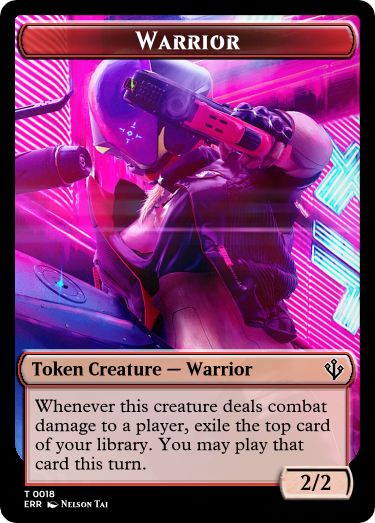 Warrior
Token Creature — Warrior
Whenever this creature deals combat
damage to a player, exile the top card
of your library. You may play that
card this turn.
2/2
T 0018
ERR Nelson Tai